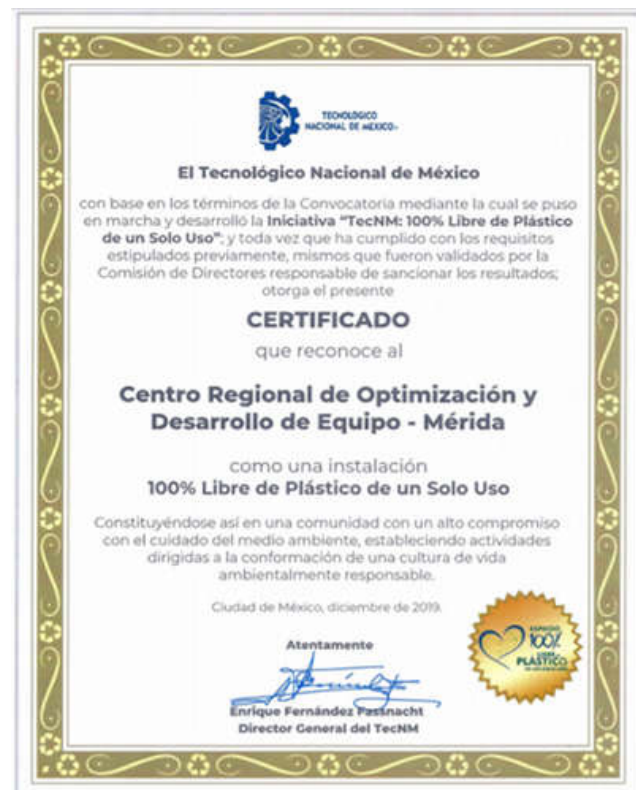 TECNOLÓGICO
NACIONAL DE MÉXICO
El Tecnológico Nacional de México
con base en los términos de la Convocatoria mediante la cual se puso
en marcha y desarrolló la Iniciativa “TecNM: 100% Libre de Plástico
de un Solo Uso”; y toda vez que ha cumplido con los requisitos
estipulados previamente, mismos que fueron validados por la
Comisión de Directores responsable de sancionar los resultados;
otorga el presente
CERTIFICADO
que reconoce al
Centro Regional de Optimización y
Desarrollo de Equipo - Mérida
como una instalación
100% Libre de Plástico de un Solo Uso
Constituyéndose así en una comunidad con un alto compromiso
con el cuidado del medio ambiente, estableciendo actividades
dirigidas a la conformación de una cultura de vida
ambientalmente responsable.
Ciudad de México, diciembre de 2019.
Atentamente
Enrique Fernández Fassnacht
Director General del TecNM
ESPACIO
100%
LIBRE
PLÁSTICO